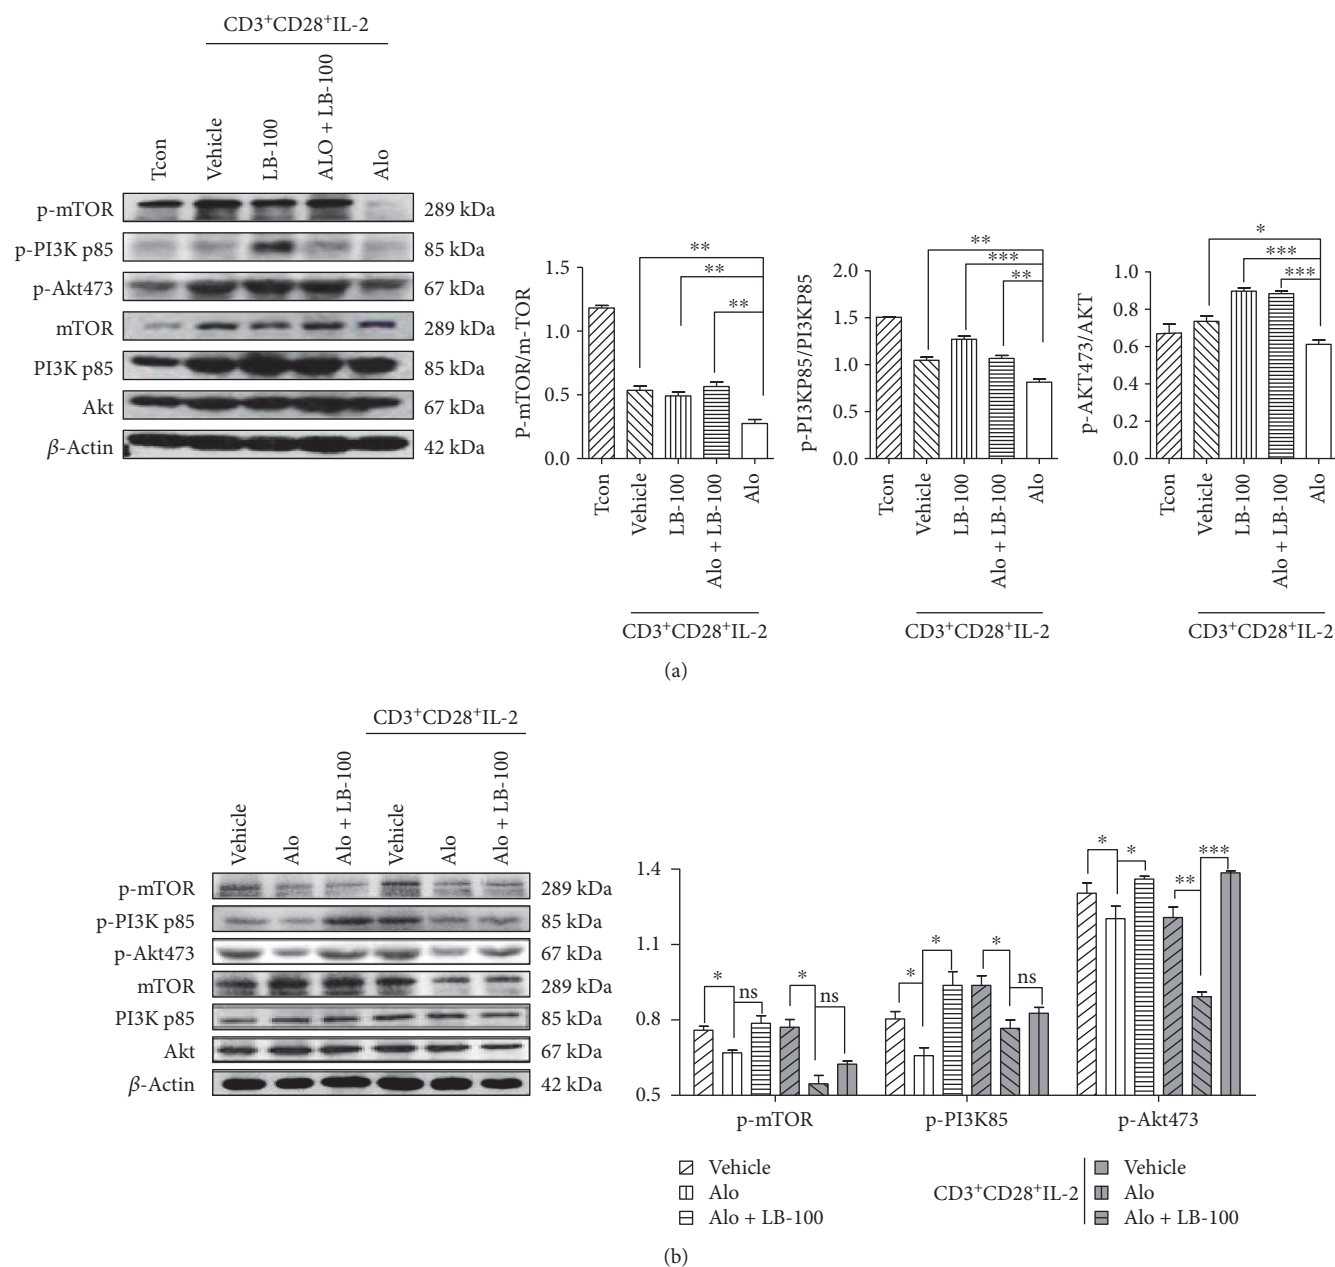 CD3⁺CD28⁺IL-2
Tcon
Vehicle
LB-100
ALO + LB-100
Alo
p-mTOR 289 kDa
p-PI3K p85 85 kDa
p-Akt473 67 kDa
mTOR 289 kDa
PI3K p85 85 kDa
Akt 67 kDa
β-Actin 42 kDa
P-mTOR/m-TOR
1.5
1.0
0.5
0.0
**
**
**
Tcon
Vehicle
LB-100
Alo + LB-100
Alo
CD3⁺CD28⁺IL-2
p-PI3KP85/PI3KP85
2.0
1.5
1.0
0.5
0.0
**
***
**
Tcon
Vehicle
LB-100
Alo + LB-100
Alo
CD3⁺CD28⁺IL-2
p-AKT473/AKT
1.0
0.8
0.6
0.4
0.2
0.0
*
***
***
Tcon
Vehicle
LB-100
Alo + LB-100
Alo
CD3⁺CD28⁺IL-2
(a)
CD3⁺CD28⁺IL-2
Vehicle
Alo
Alo + LB-100
Vehicle
Alo
Alo + LB-100
p-mTOR 289 kDa
p-PI3K p85 85 kDa
p-Akt473 67 kDa
mTOR 289 kDa
PI3K p85 85 kDa
Akt 67 kDa
β-Actin 42 kDa
1.4
1.1
0.8
0.5
* ns * ns
* * * ns
* * ** ***
p-mTOR p-PI3K85 p-Akt473
Vehicle
Alo
Alo + LB-100
CD3⁺CD28⁺IL-2
Vehicle
Alo
Alo + LB-100
(b)